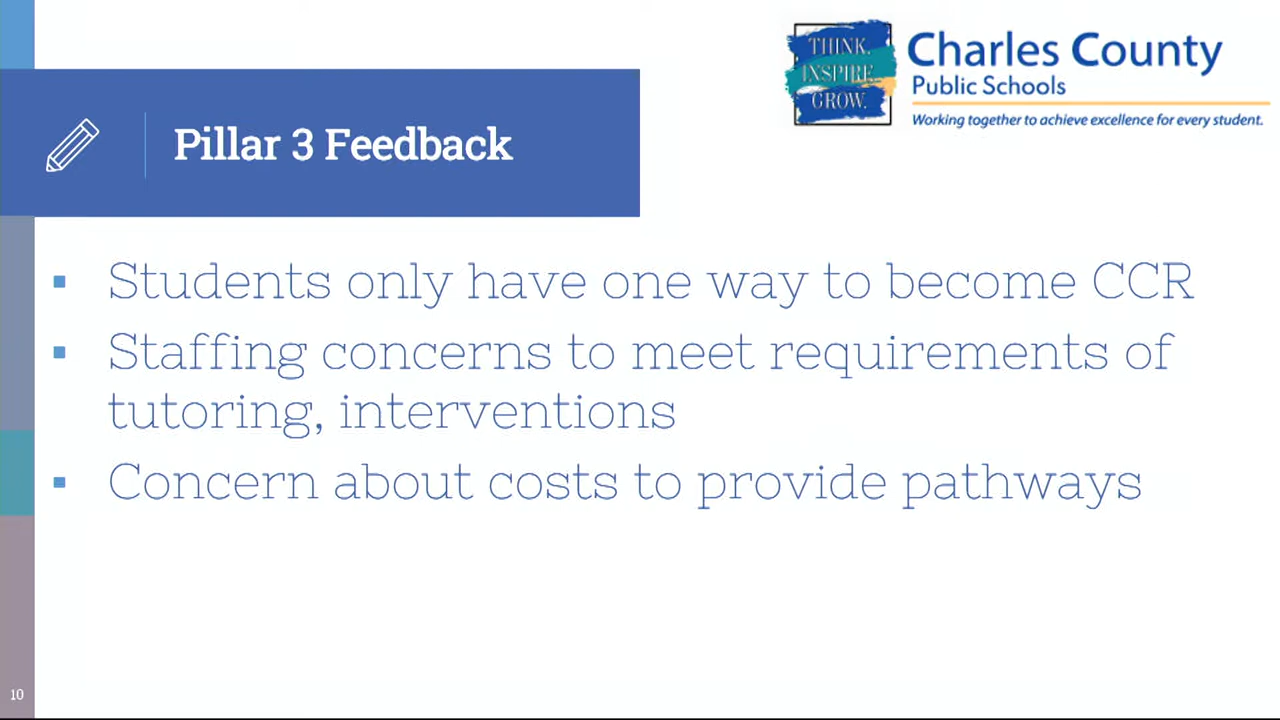 THINK.
INSPIRE.
GROW.
Charles County
Public Schools
Working together to achieve excellence for every student.
Pillar 3 Feedback
▪ Students only have one way to become CCR
▪ Staffing concerns to meet requirements of
tutoring, interventions
▪ Concern about costs to provide pathways
10